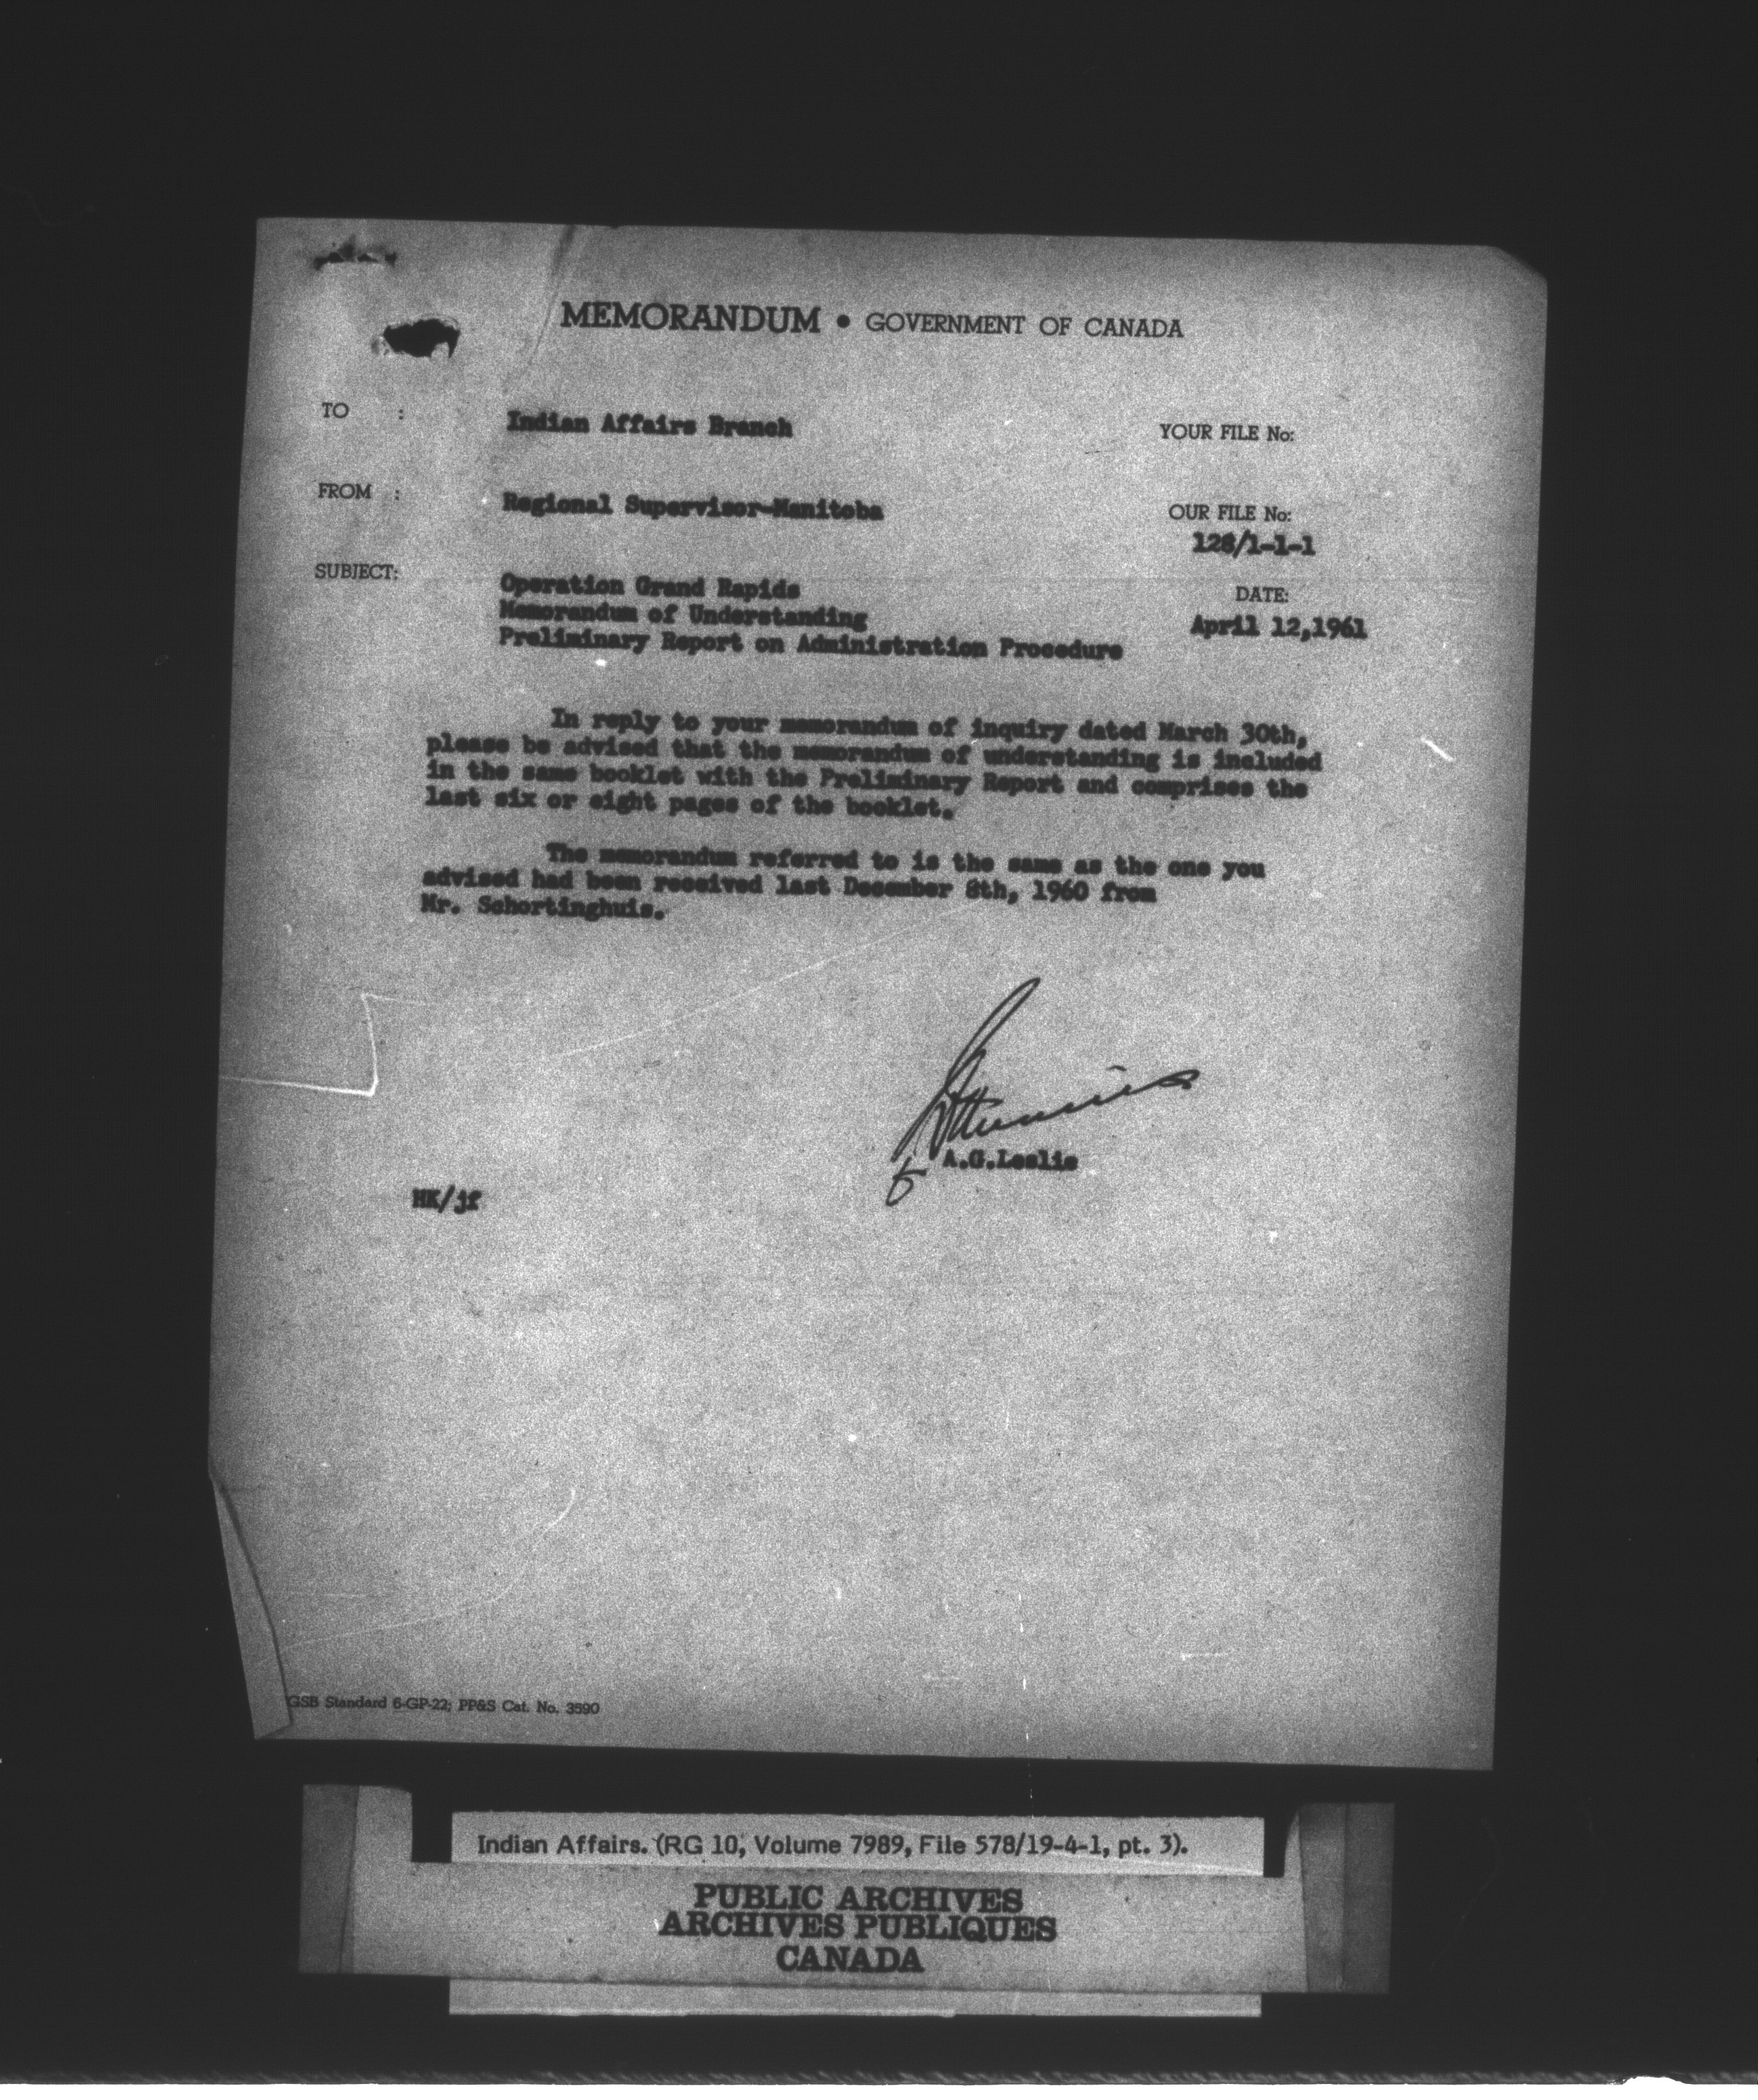 MEMORANDUM • GOVERNMENT OF CANADA
TO :
Indian Affairs Branch
YOUR FILE No:
FROM :
Regional Supervisor-Manitoba
OUR FILE No:
128/1-1-1
SUBJECT:
Operation Grand Rapids
Memorandum of Understanding
Preliminary Report on Administration Procedure
DATE:
April 12,1961
In reply to your memorandum of inquiry dated March 30th,
please be advised that the memorandum of understanding is included
in the same booklet with the Preliminary Report and comprises the
last six or eight pages of the booklet.
The memorandum referred to is the same as the one you
advised had been received last December 8th, 1960 from
Mr. Schortinghuis.
A.G.Leslie
HK/jf
GSB Standard 6-GP-22; PP&S Cat. No. 3590
Indian Affairs. (RG 10, Volume 7989, File 578/19-4-1, pt. 3).
PUBLIC ARCHIVES
ARCHIVES PUBLIQUES
CANADA